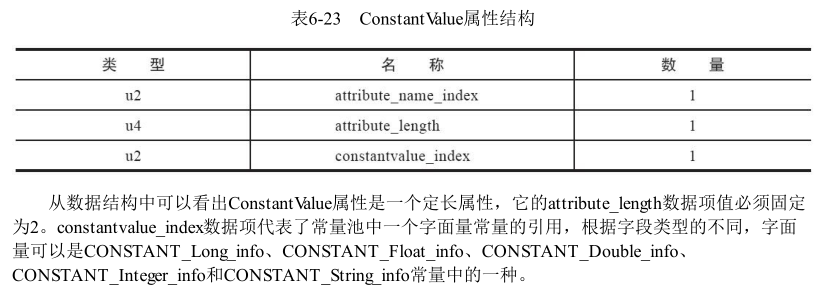 表6-23 ConstantValue属性结构
类 型 名 称 数 量
u2 attribute_name_index 1
u4 attribute_length 1
u2 constantvalue_index 1
从数据结构中可以看出ConstantValue属性是一个定长属性，它的attribute_length数据项值必须固定
为2。constantvalue_index数据项代表了常量池中一个字面量常量的引用，根据字段类型的不同，字面
量可以是CONSTANT_Long_info、CONSTANT_Float_info、CONSTANT_Double_info、
CONSTANT_Integer_info和CONSTANT_String_info常量中的一种。